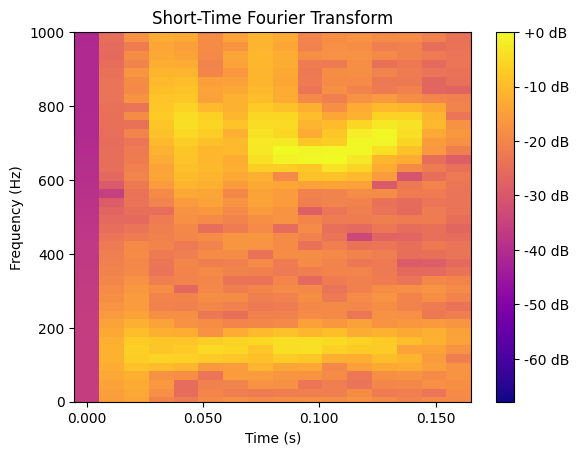 Short-Time Fourier Transform
1000
800
600
400
200
0
Frequency (Hz)
0.000
0.050
0.100
0.150
Time (s)
+0 dB
-10 dB
-20 dB
-30 dB
-40 dB
-50 dB
-60 dB